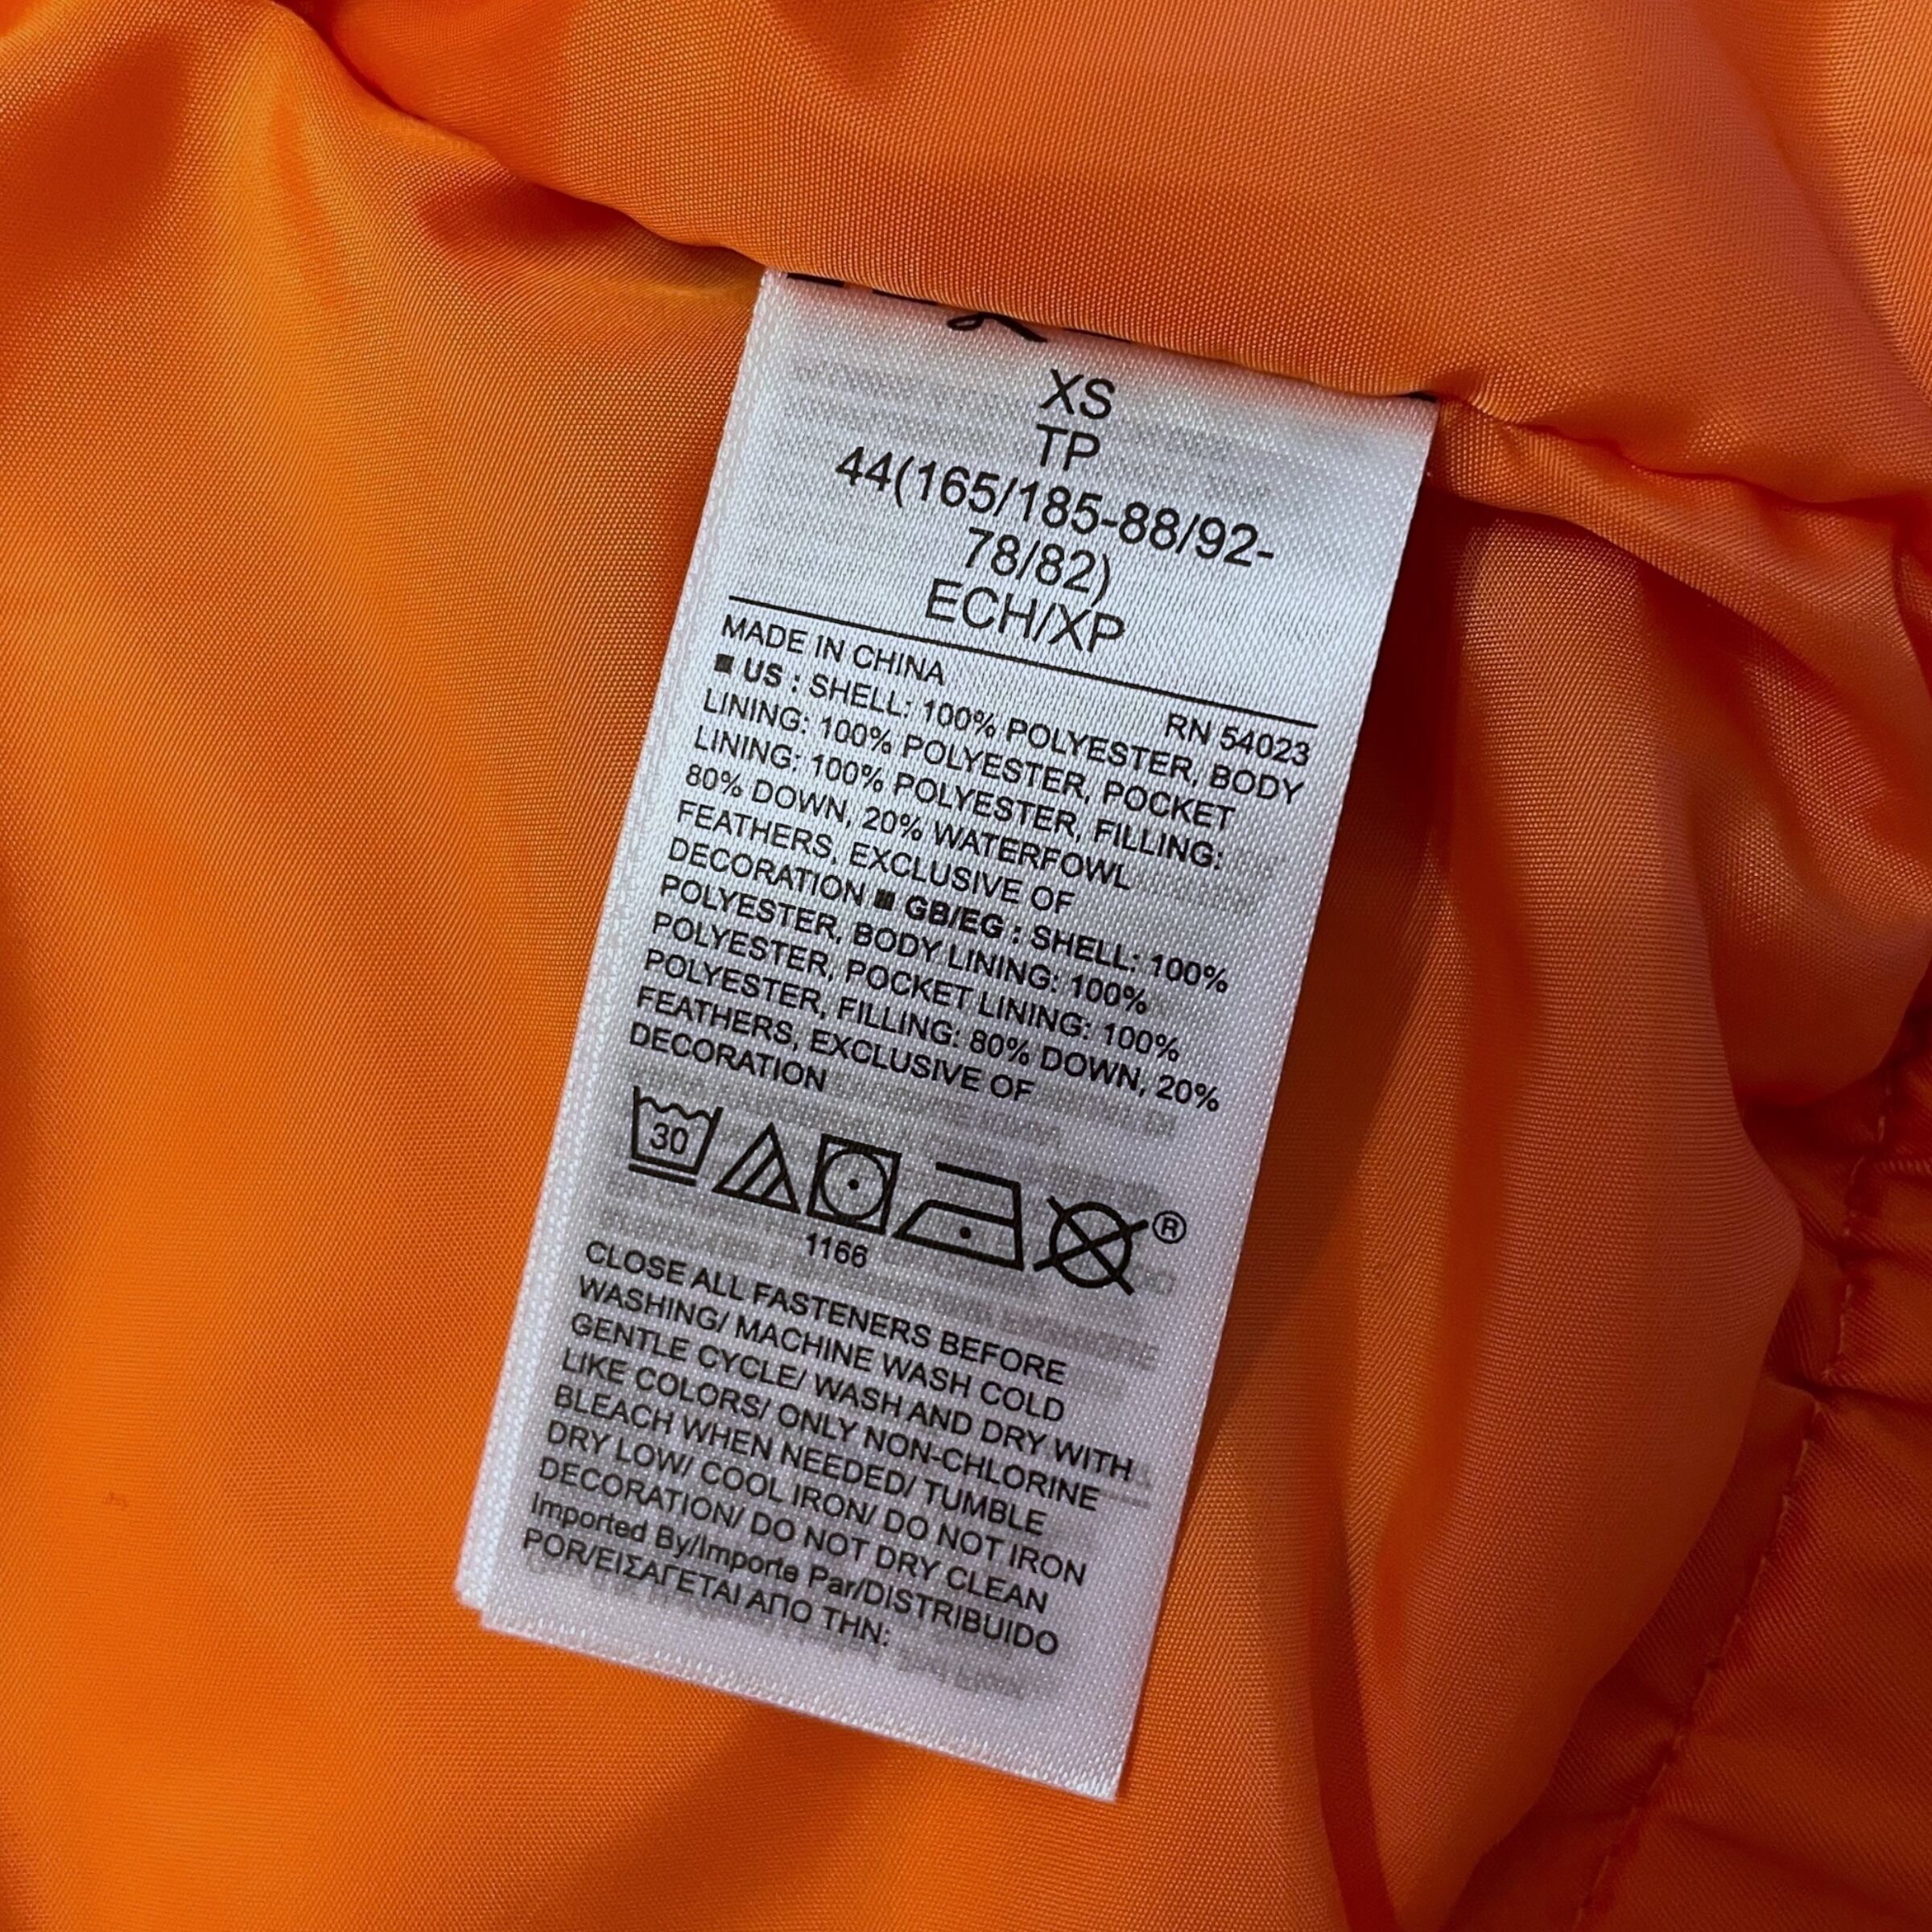 XS
TP
44(165/185-88/92-
78/82)
ECH/XP
MADE IN CHINA
RN 54023
■ US : SHELL: 100% POLYESTER, BODY
LINING: 100% POLYESTER, POCKET
LINING: 100% POLYESTER, FILLING:
80% DOWN, 20% WATERFOWL
FEATHERS, EXCLUSIVE OF
DECORATION ■ GB/EG : SHELL: 100%
POLYESTER, BODY LINING: 100%
POLYESTER, POCKET LINING: 100%
POLYESTER, FILLING: 80% DOWN, 20%
FEATHERS, EXCLUSIVE OF
DECORATION
30
®
1166
CLOSE ALL FASTENERS BEFORE
WASHING/ MACHINE WASH COLD
GENTLE CYCLE/ WASH AND DRY WITH
LIKE COLORS/ ONLY NON-CHLORINE
BLEACH WHEN NEEDED/ TUMBLE
DRY LOW/ COOL IRON/ DO NOT IRON
DECORATION/ DO NOT DRY CLEAN
Imported By/Importe Par/DISTRIBUIDO
POR/ΕΙΣΑΓΕΤΑΙ ΑΠΟ ΤΗΝ: